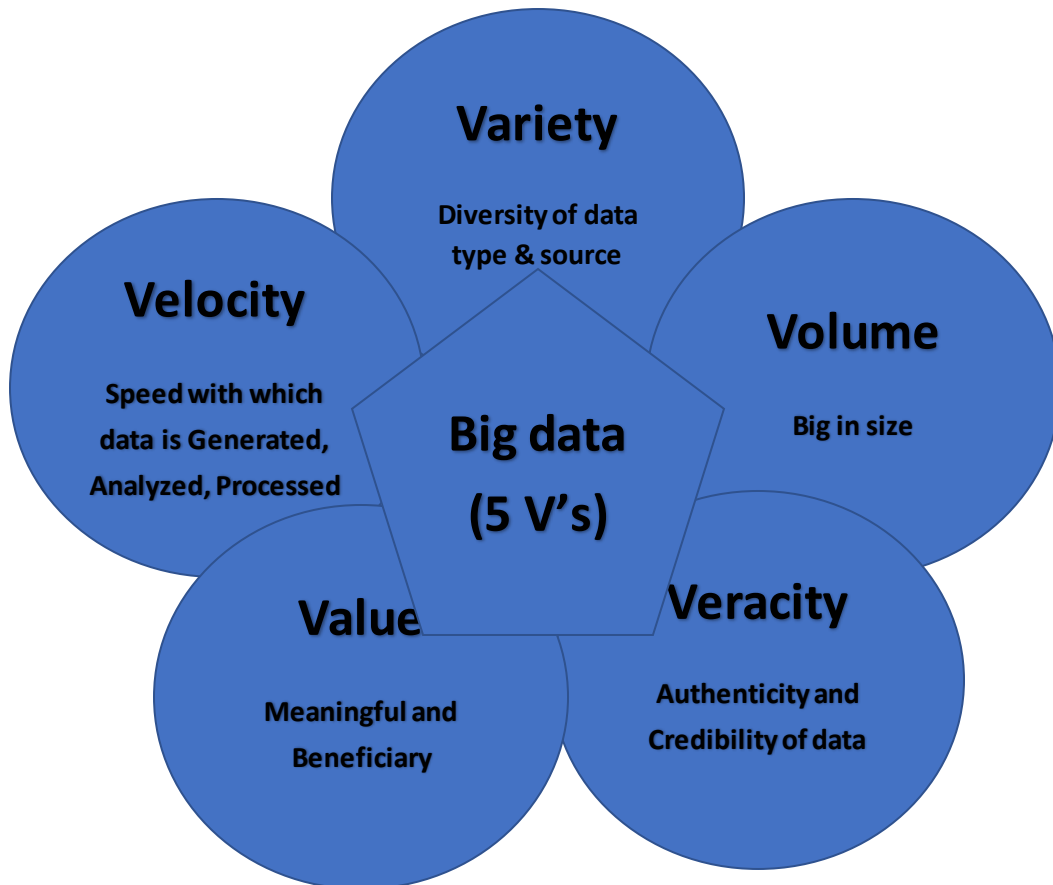 Variety
Diversity of data
type & source
Velocity
Speed with which
data is Generated,
Analyzed, Processed
Volume
Big in size
Big data
(5 V’s)
Value
Meaningful and
Beneficiary
Veracity
Authenticity and
Credibility of data